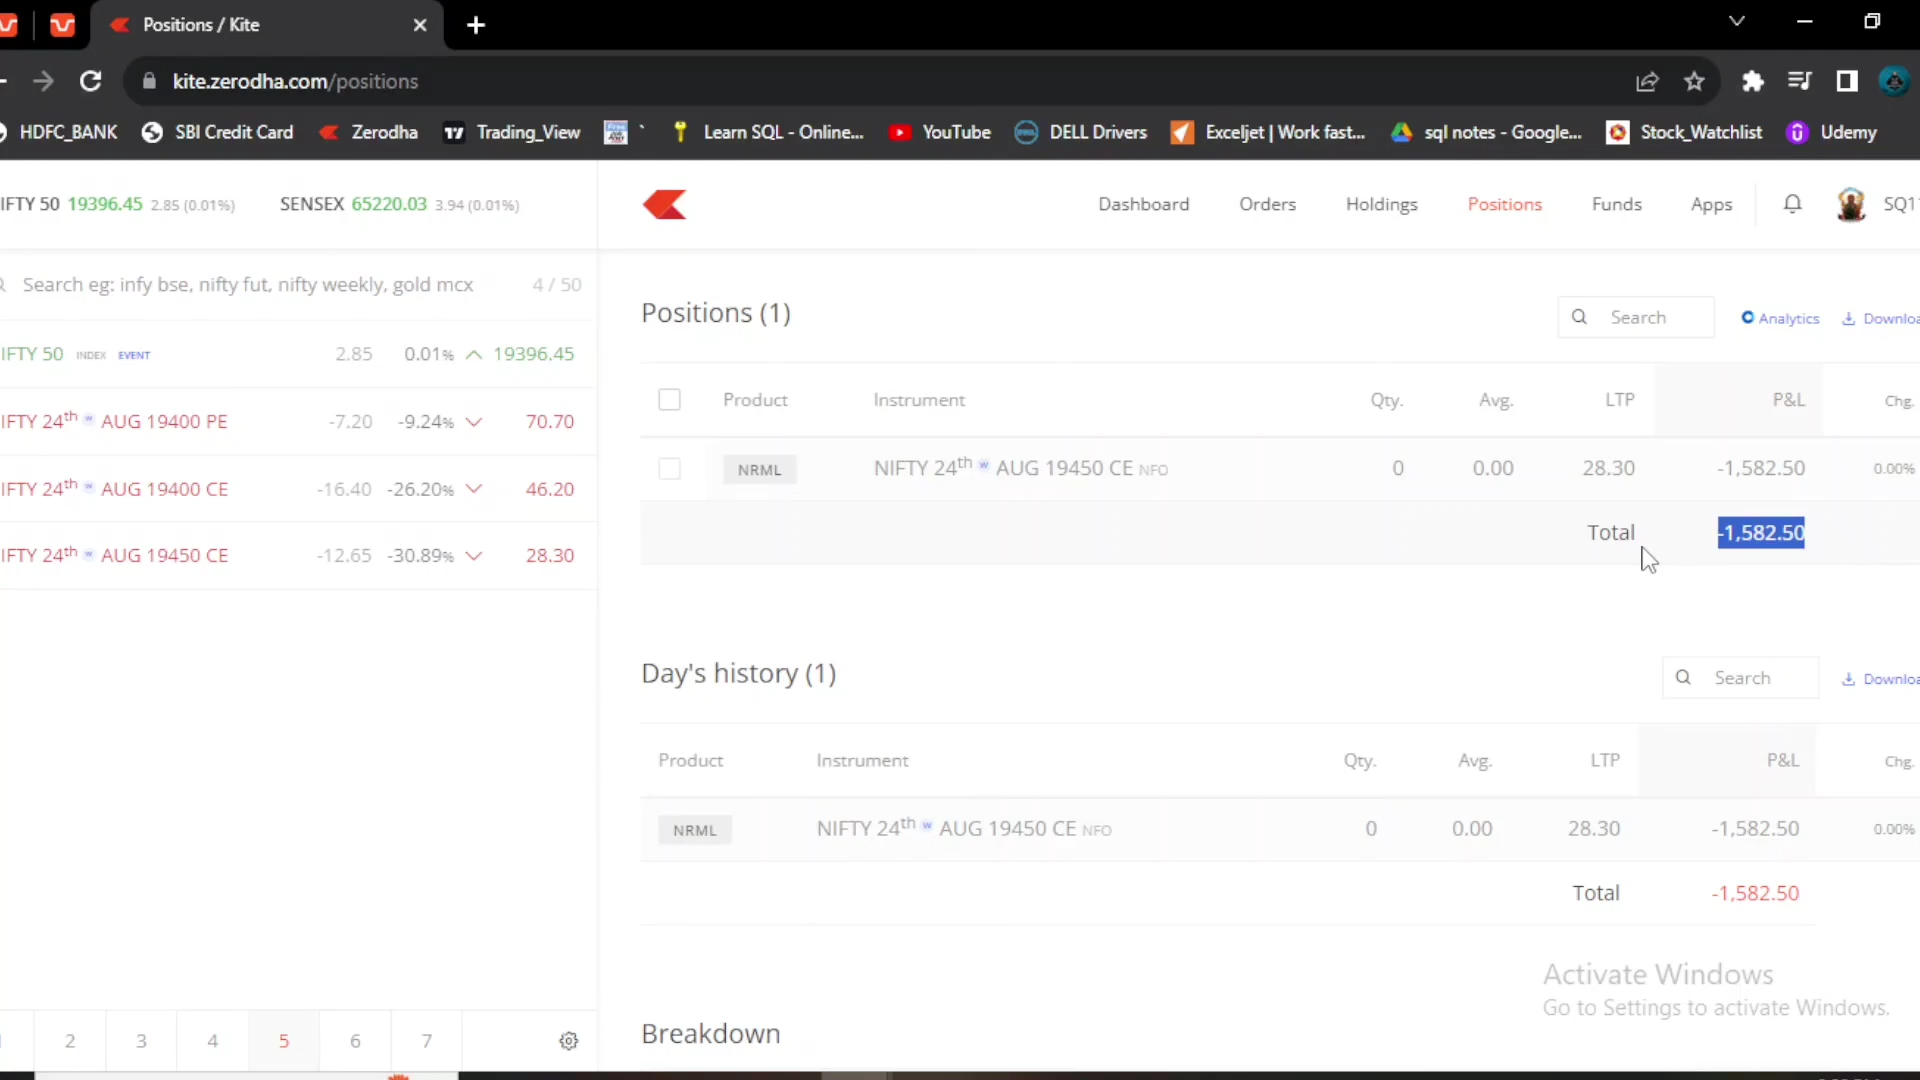 Positions / Kite
kite.zerodha.com/positions
HDFC_BANK SBI Credit Card Zerodha Trading_View Learn SQL - Online... YouTube DELL Drivers Exceljet | Work fast... sql notes - Google... Stock_Watchlist Udemy
IFTY 50 19396.45 2.85 (0.01%) SENSEX 65220.03 3.94 (0.01%)
Dashboard Orders Holdings Positions Funds Apps SQ11
Search eg: infy bse, nifty fut, nifty weekly, gold mcx 4 / 50
IFTY 50 INDEX EVENT 2.85 0.01% 19396.45
IFTY 24th w AUG 19400 PE -7.20 -9.24% 70.70
IFTY 24th w AUG 19400 CE -16.40 -26.20% 46.20
IFTY 24th w AUG 19450 CE -12.65 -30.89% 28.30
2 3 4 5 6 7
Positions (1) Search Analytics Downloa
Product Instrument Qty. Avg. LTP P&L Chg.
NRML NIFTY 24th w AUG 19450 CE NFO 0 0.00 28.30 -1,582.50 0.00%
Total -1,582.50
Day's history (1) Search Downloa
Product Instrument Qty. Avg. LTP P&L Chg.
NRML NIFTY 24th w AUG 19450 CE NFO 0 0.00 28.30 -1,582.50 0.00%
Total -1,582.50
Breakdown
Activate Windows
Go to Settings to activate Windows.